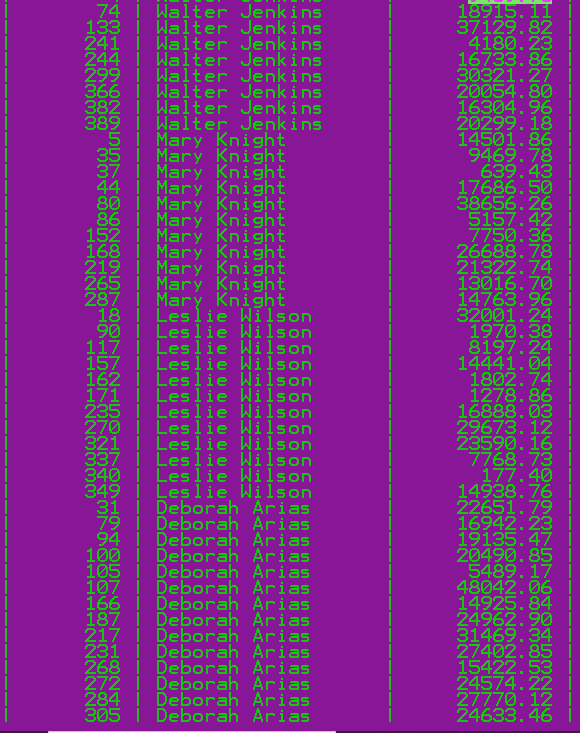 | 74 | Walter Jenkins | 18915.11 |
| 133 | Walter Jenkins | 37129.82 |
| 241 | Walter Jenkins | 4180.23 |
| 244 | Walter Jenkins | 16733.86 |
| 299 | Walter Jenkins | 30321.27 |
| 366 | Walter Jenkins | 20054.80 |
| 382 | Walter Jenkins | 16304.96 |
| 389 | Walter Jenkins | 20299.18 |
| 5 | Mary Knight | 14501.86 |
| 35 | Mary Knight | 9469.78 |
| 37 | Mary Knight | 639.43 |
| 44 | Mary Knight | 17686.50 |
| 80 | Mary Knight | 38656.26 |
| 86 | Mary Knight | 5157.42 |
| 152 | Mary Knight | 7750.36 |
| 168 | Mary Knight | 26688.78 |
| 219 | Mary Knight | 21322.74 |
| 265 | Mary Knight | 13016.70 |
| 287 | Mary Knight | 14763.96 |
| 18 | Leslie Wilson | 32001.24 |
| 90 | Leslie Wilson | 1970.38 |
| 117 | Leslie Wilson | 8197.24 |
| 157 | Leslie Wilson | 14441.04 |
| 162 | Leslie Wilson | 1802.74 |
| 171 | Leslie Wilson | 1278.86 |
| 235 | Leslie Wilson | 16888.03 |
| 270 | Leslie Wilson | 29673.12 |
| 321 | Leslie Wilson | 23590.16 |
| 337 | Leslie Wilson | 7768.73 |
| 340 | Leslie Wilson | 177.40 |
| 349 | Leslie Wilson | 14938.76 |
| 31 | Deborah Arias | 22651.79 |
| 79 | Deborah Arias | 16942.23 |
| 94 | Deborah Arias | 19135.47 |
| 100 | Deborah Arias | 20490.85 |
| 105 | Deborah Arias | 5489.17 |
| 107 | Deborah Arias | 48042.06 |
| 166 | Deborah Arias | 14925.84 |
| 187 | Deborah Arias | 24962.90 |
| 217 | Deborah Arias | 31469.34 |
| 231 | Deborah Arias | 27402.85 |
| 268 | Deborah Arias | 15422.53 |
| 272 | Deborah Arias | 24574.22 |
| 284 | Deborah Arias | 27770.12 |
| 305 | Deborah Arias | 24633.46 |